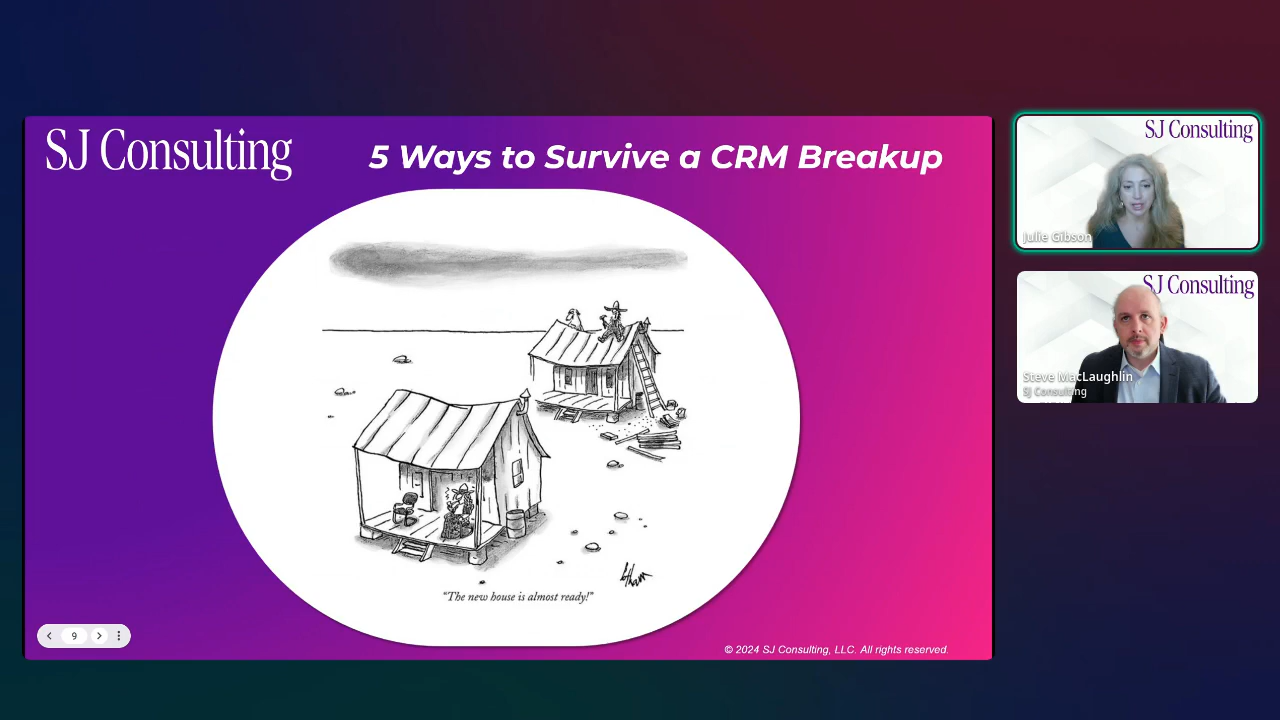 SJ Consulting
5 Ways to Survive a CRM Breakup
"The new house is almost ready!"
9
© 2024 SJ Consulting, LLC. All rights reserved.
SJ Consulting
Julie Gibson
SJ Consulting
Steve MacLaughlin
SJ Consulting